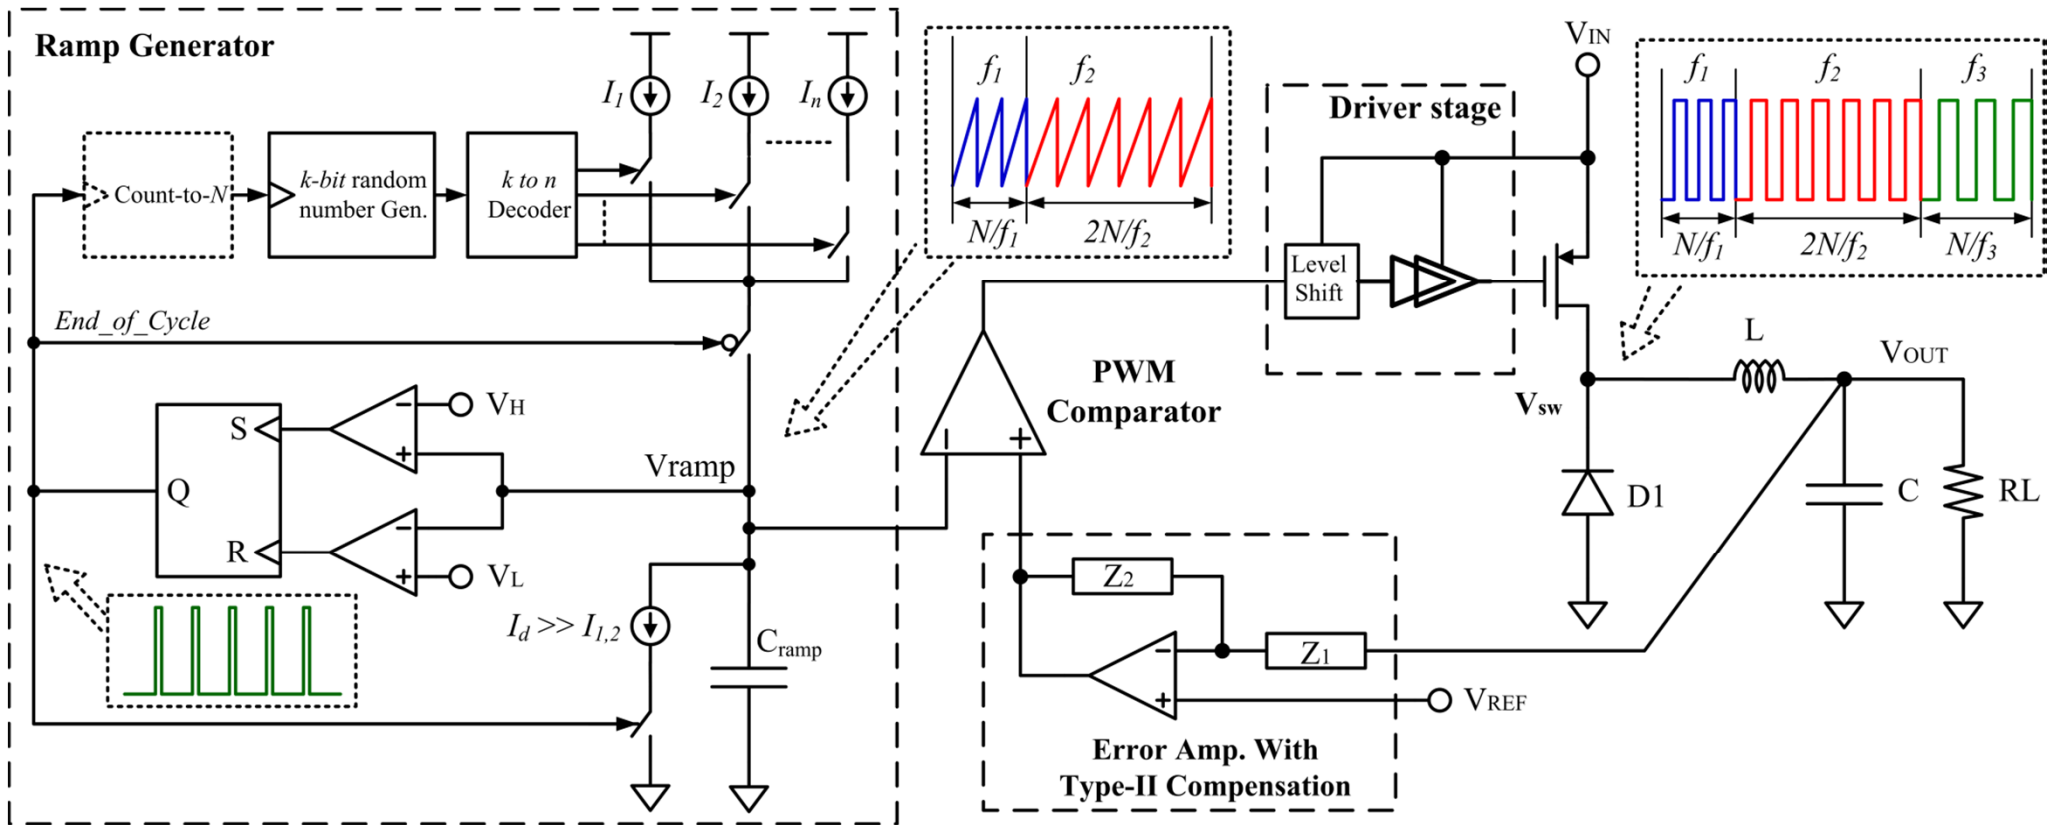 Ramp Generator
I1
I2
In
Count-to-N
k-bit random
number Gen.
k to n
Decoder
End_of_Cycle
S
Q
R
VH
VL
- 
+
-
+
Vramp
Id >> I1,2
Cramp
f1
f2
N/f1
2N/f2
PWM
Comparator
-
+
Driver stage
Level
Shift
VIN
f1
f2
f3
N/f1
2N/f2
N/f3
L
VOUT
Vsw
D1
C
RL
Z2
Z1
-
+
VREF
Error Amp. With
Type-II Compensation